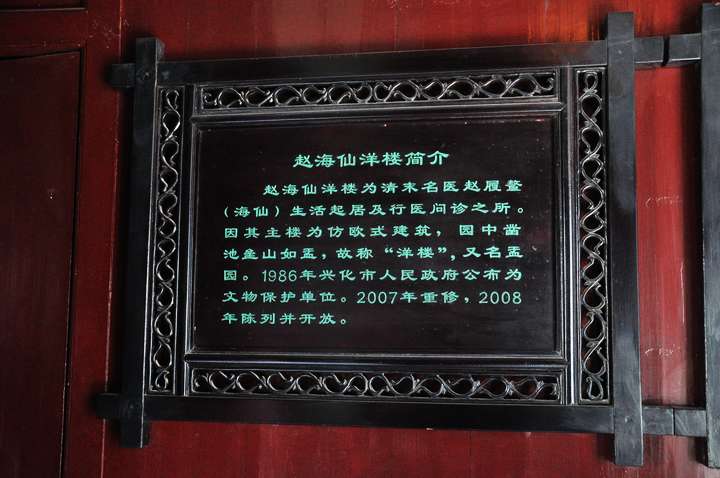 赵海仙洋楼简介
赵海仙洋楼为清末名医赵履鳌
（海仙）生活起居及行医问诊之所。
因其主楼为仿欧式建筑，园中凿
池垒山如盂，故称“洋楼”，又名盂
园。1986年兴化市人民政府公布为
文物保护单位。2007年重修，2008
年陈列并开放。